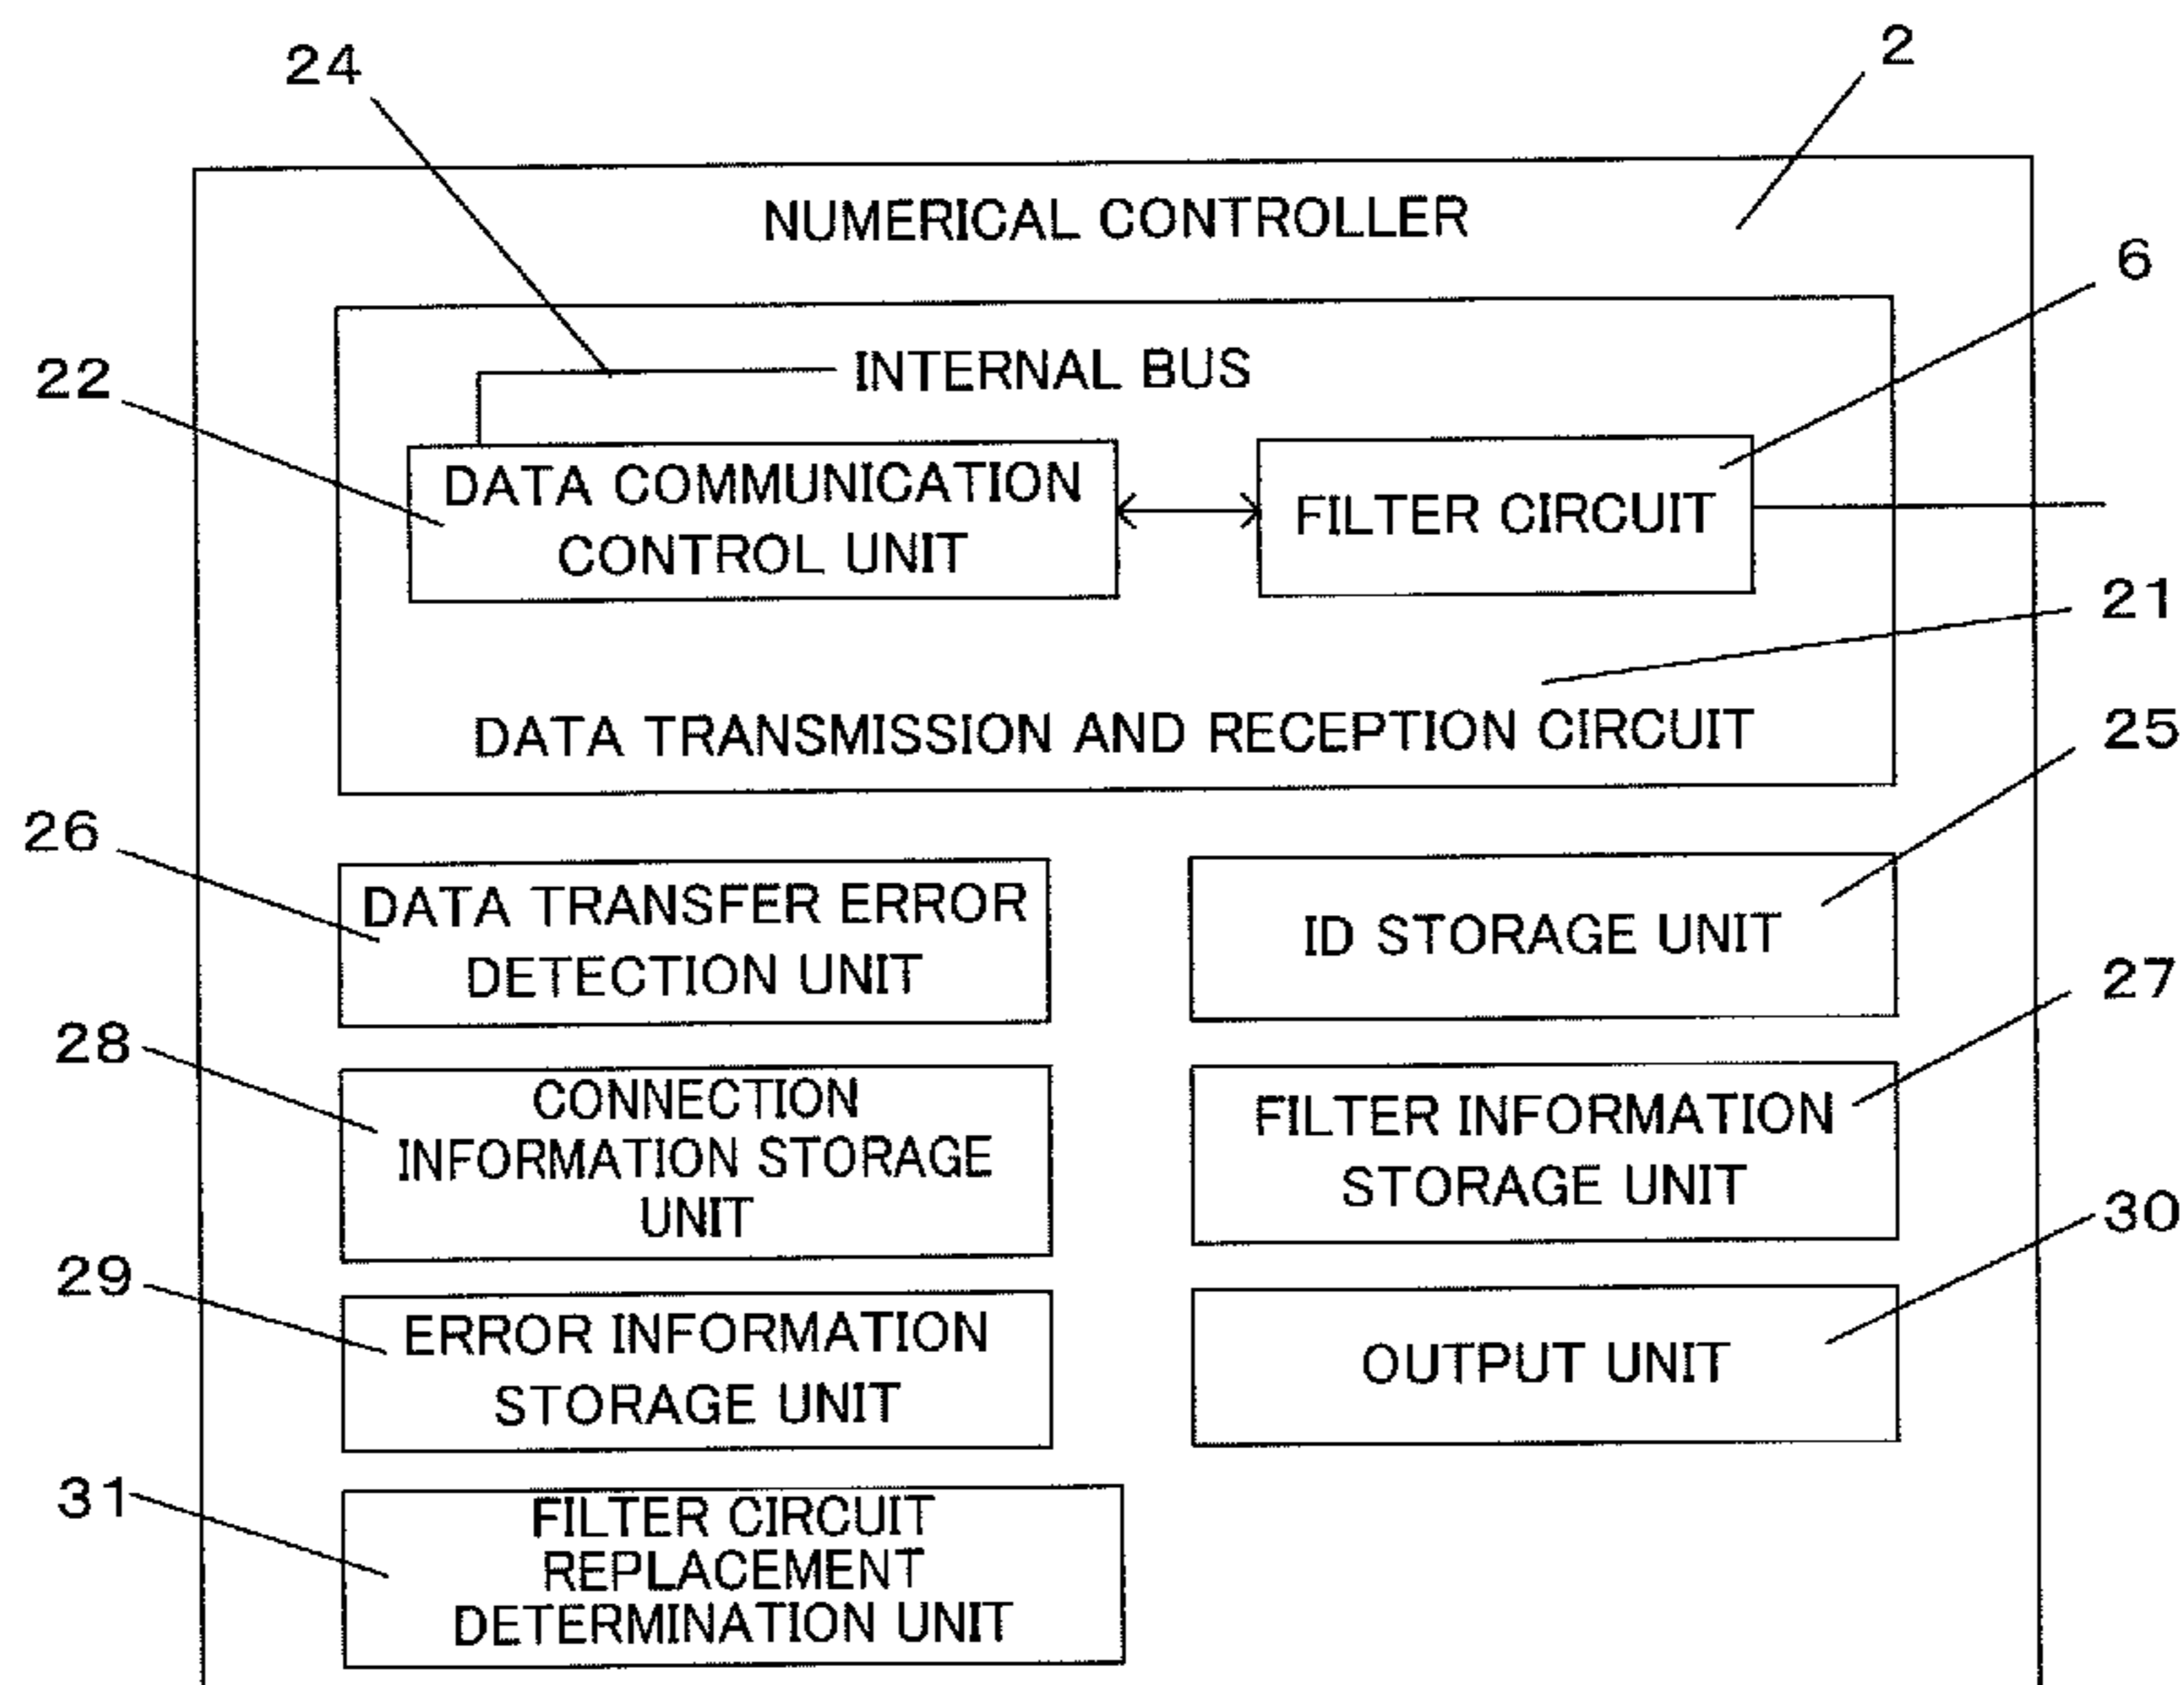 24
2
NUMERICAL CONTROLLER
6
INTERNAL BUS
22
DATA COMMUNICATION
CONTROL UNIT
FILTER CIRCUIT
21
DATA TRANSMISSION AND RECEPTION CIRCUIT
25
26
DATA TRANSFER ERROR
DETECTION UNIT
ID STORAGE UNIT
27
28
CONNECTION
INFORMATION STORAGE
UNIT
FILTER INFORMATION
STORAGE UNIT
30
29
ERROR INFORMATION
STORAGE UNIT
OUTPUT UNIT
31
FILTER CIRCUIT
REPLACEMENT
DETERMINATION UNIT